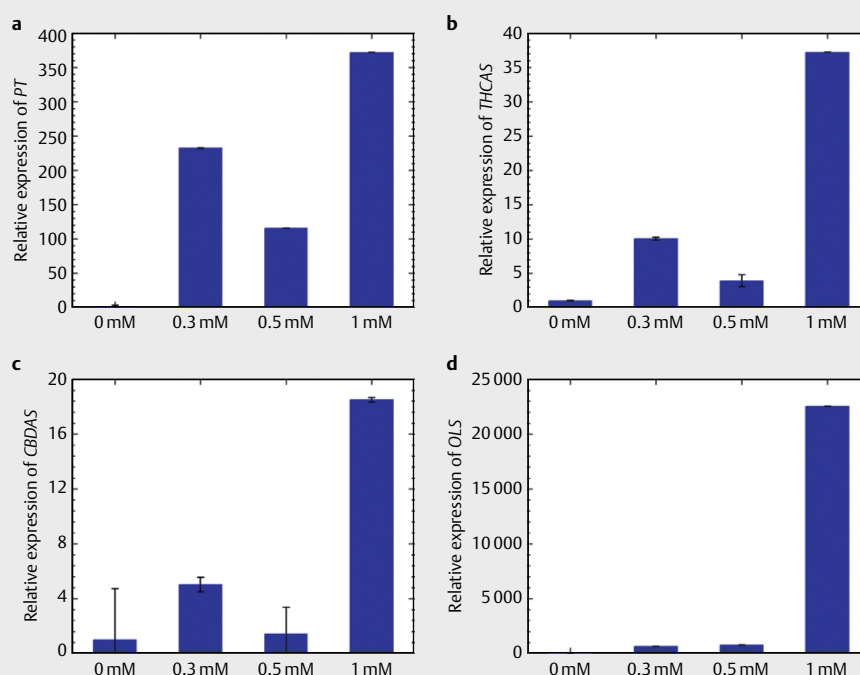 a
Relative expression of PT
400
350
300
250
200
150
100
50
0
0 mM 0.3 mM 0.5 mM 1 mM
b
Relative expression of THCAS
40
35
30
25
20
15
10
5
0
0 mM 0.3 mM 0.5 mM 1 mM
c
Relative expression of CBDAS
20
16
12
8
4
0
0 mM 0.3 mM 0.5 mM 1 mM
d
Relative expression of OLS
25 000
20 000
15 000
10 000
5 000
0
0 mM 0.3 mM 0.5 mM 1 mM